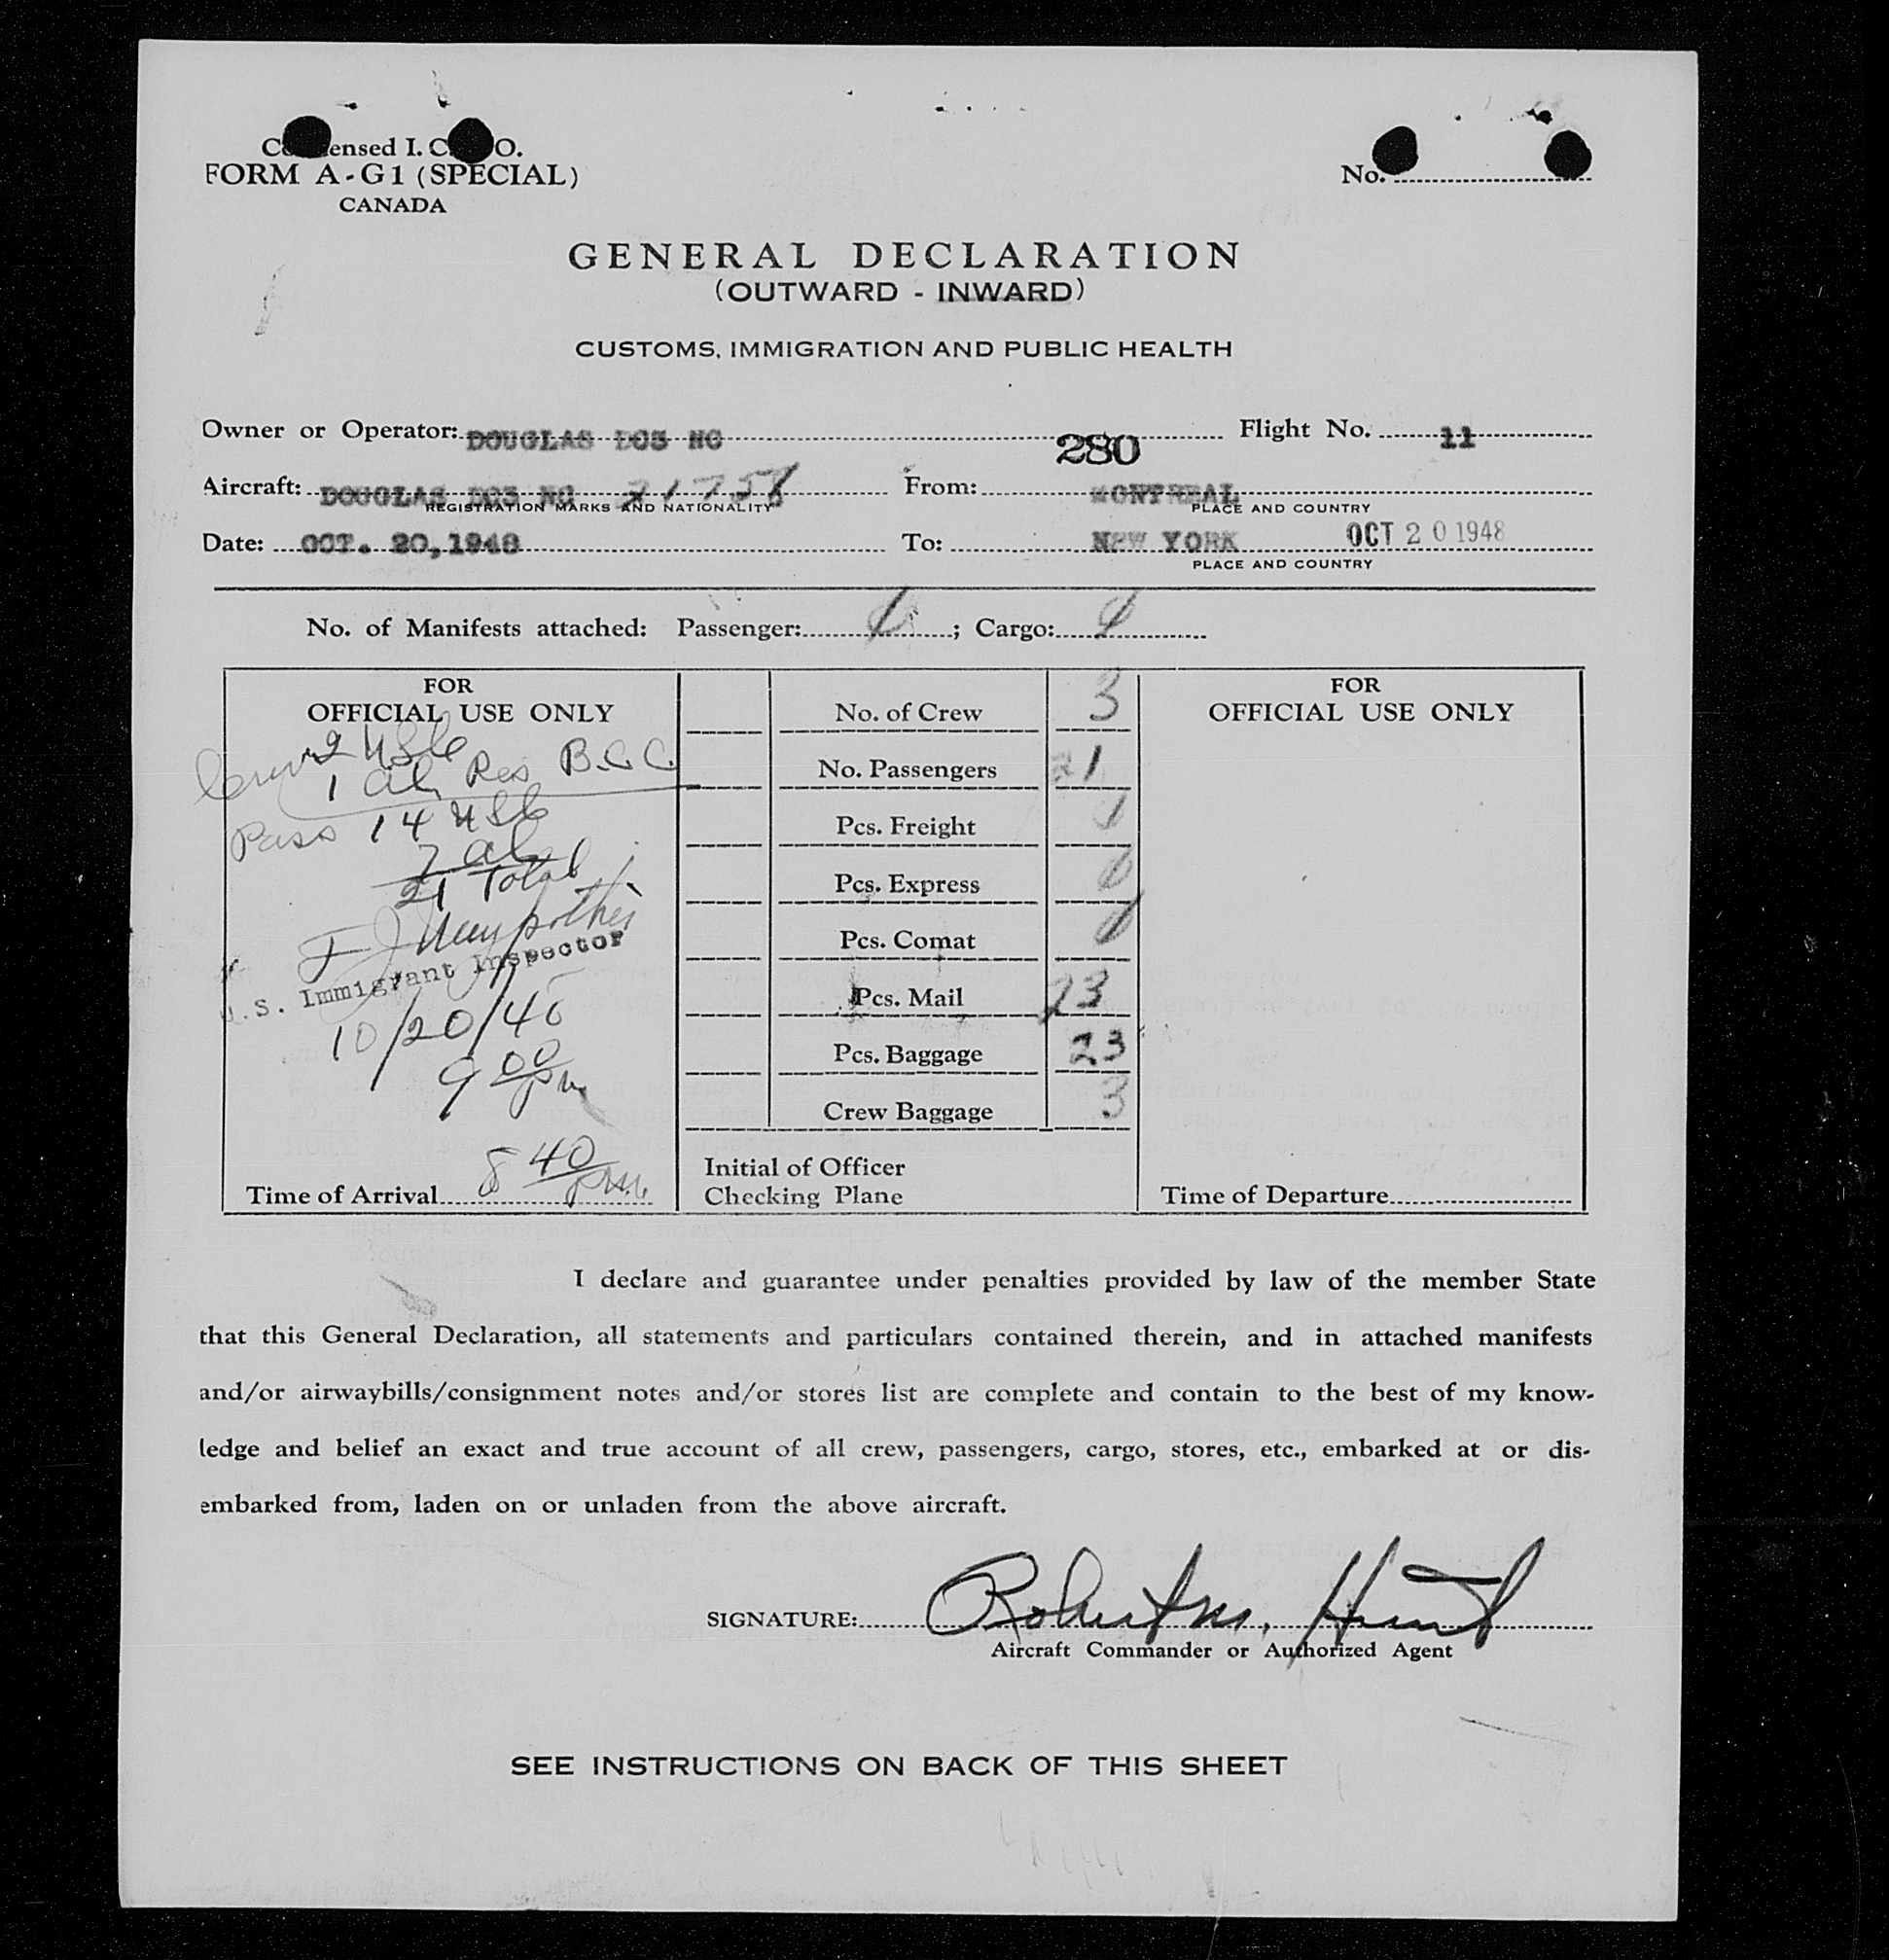 Condensed I. C. O.
FORM A-G1 (SPECIAL)
CANADA
No.
GENERAL DECLARATION
(OUTWARD - INWARD)
CUSTOMS, IMMIGRATION AND PUBLIC HEALTH
Owner or Operator: DOUGLAS DC3 NC 280 Flight No. 11
Aircraft: DOUGLAS DC3 NC 21758 From: MONTREAL
REGISTRATION MARKS AND NATIONALITY PLACE AND COUNTRY
Date: OCT. 20,1948 To: NEW YORK OCT 20 1948
PLACE AND COUNTRY
No. of Manifests attached: Passenger: ; Cargo:
FOR
OFFICIAL USE ONLY
Crew 2 USC
1 al. Res B.C.C.
Pass 14 USC
7 al
21 Total
U.S. Immigrant Inspector
10/20/48
9 00 pm
Time of Arrival 8 40 pm
No. of Crew 3
No. Passengers 21
Pcs. Freight
Pcs. Express
Pcs. Comat
Pcs. Mail 23
Pcs. Baggage 23
Crew Baggage 3
Initial of Officer
Checking Plane
FOR
OFFICIAL USE ONLY
Time of Departure
I declare and guarantee under penalties provided by law of the member State
that this General Declaration, all statements and particulars contained therein, and in attached manifests
and/or airwaybills/consignment notes and/or stores list are complete and contain to the best of my know-
ledge and belief an exact and true account of all crew, passengers, cargo, stores, etc., embarked at or dis-
embarked from, laden on or unladen from the above aircraft.
SIGNATURE: Robert M. Hunt
Aircraft Commander or Authorized Agent
SEE INSTRUCTIONS ON BACK OF THIS SHEET